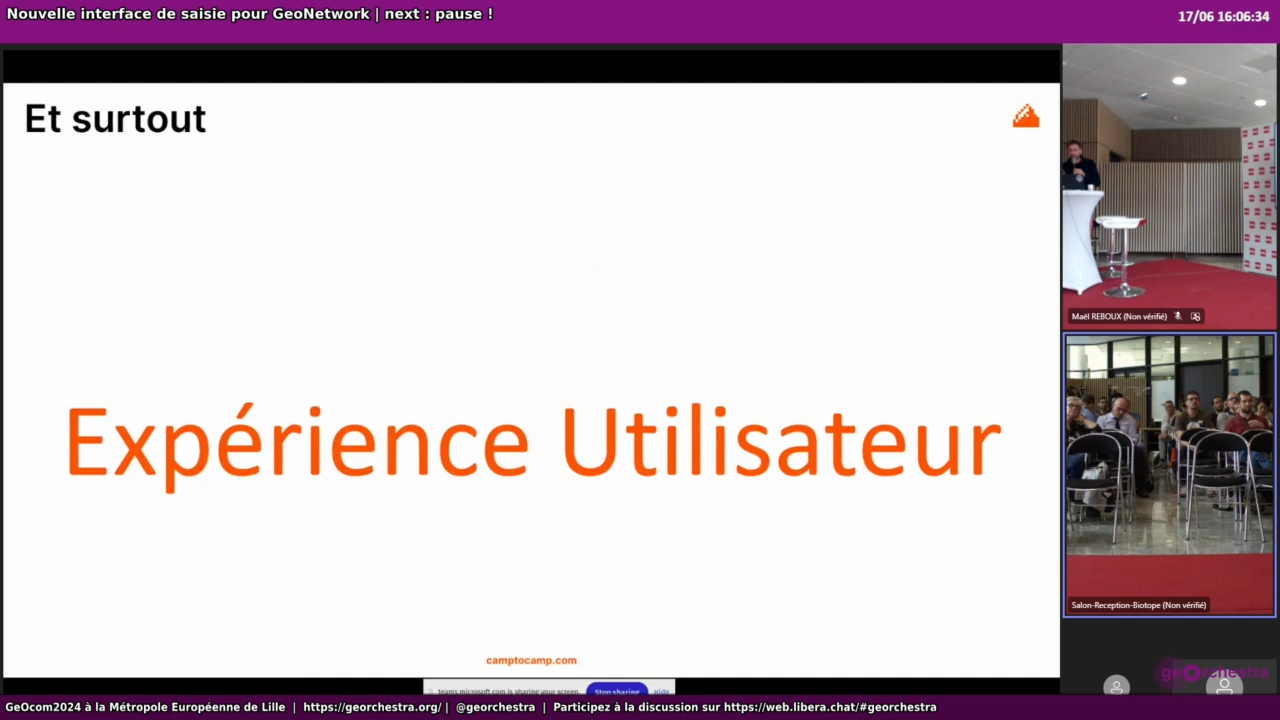 Nouvelle interface de saisie pour GeoNetwork | next : pause !
17/06 16:06:34
Et surtout
Expérience Utilisateur
camptocamp.com
teams.microsoft.com is sharing your screen. Stop sharing Hide
Maël REBOUX (Non vérifié)
Salon-Reception-Biotope (Non vérifié)
geOrchestra
GeOcom2024 à la Métropole Européenne de Lille | https://georchestra.org/ | @georchestra | Participez à la discussion sur https://web.libera.chat/#georchestra